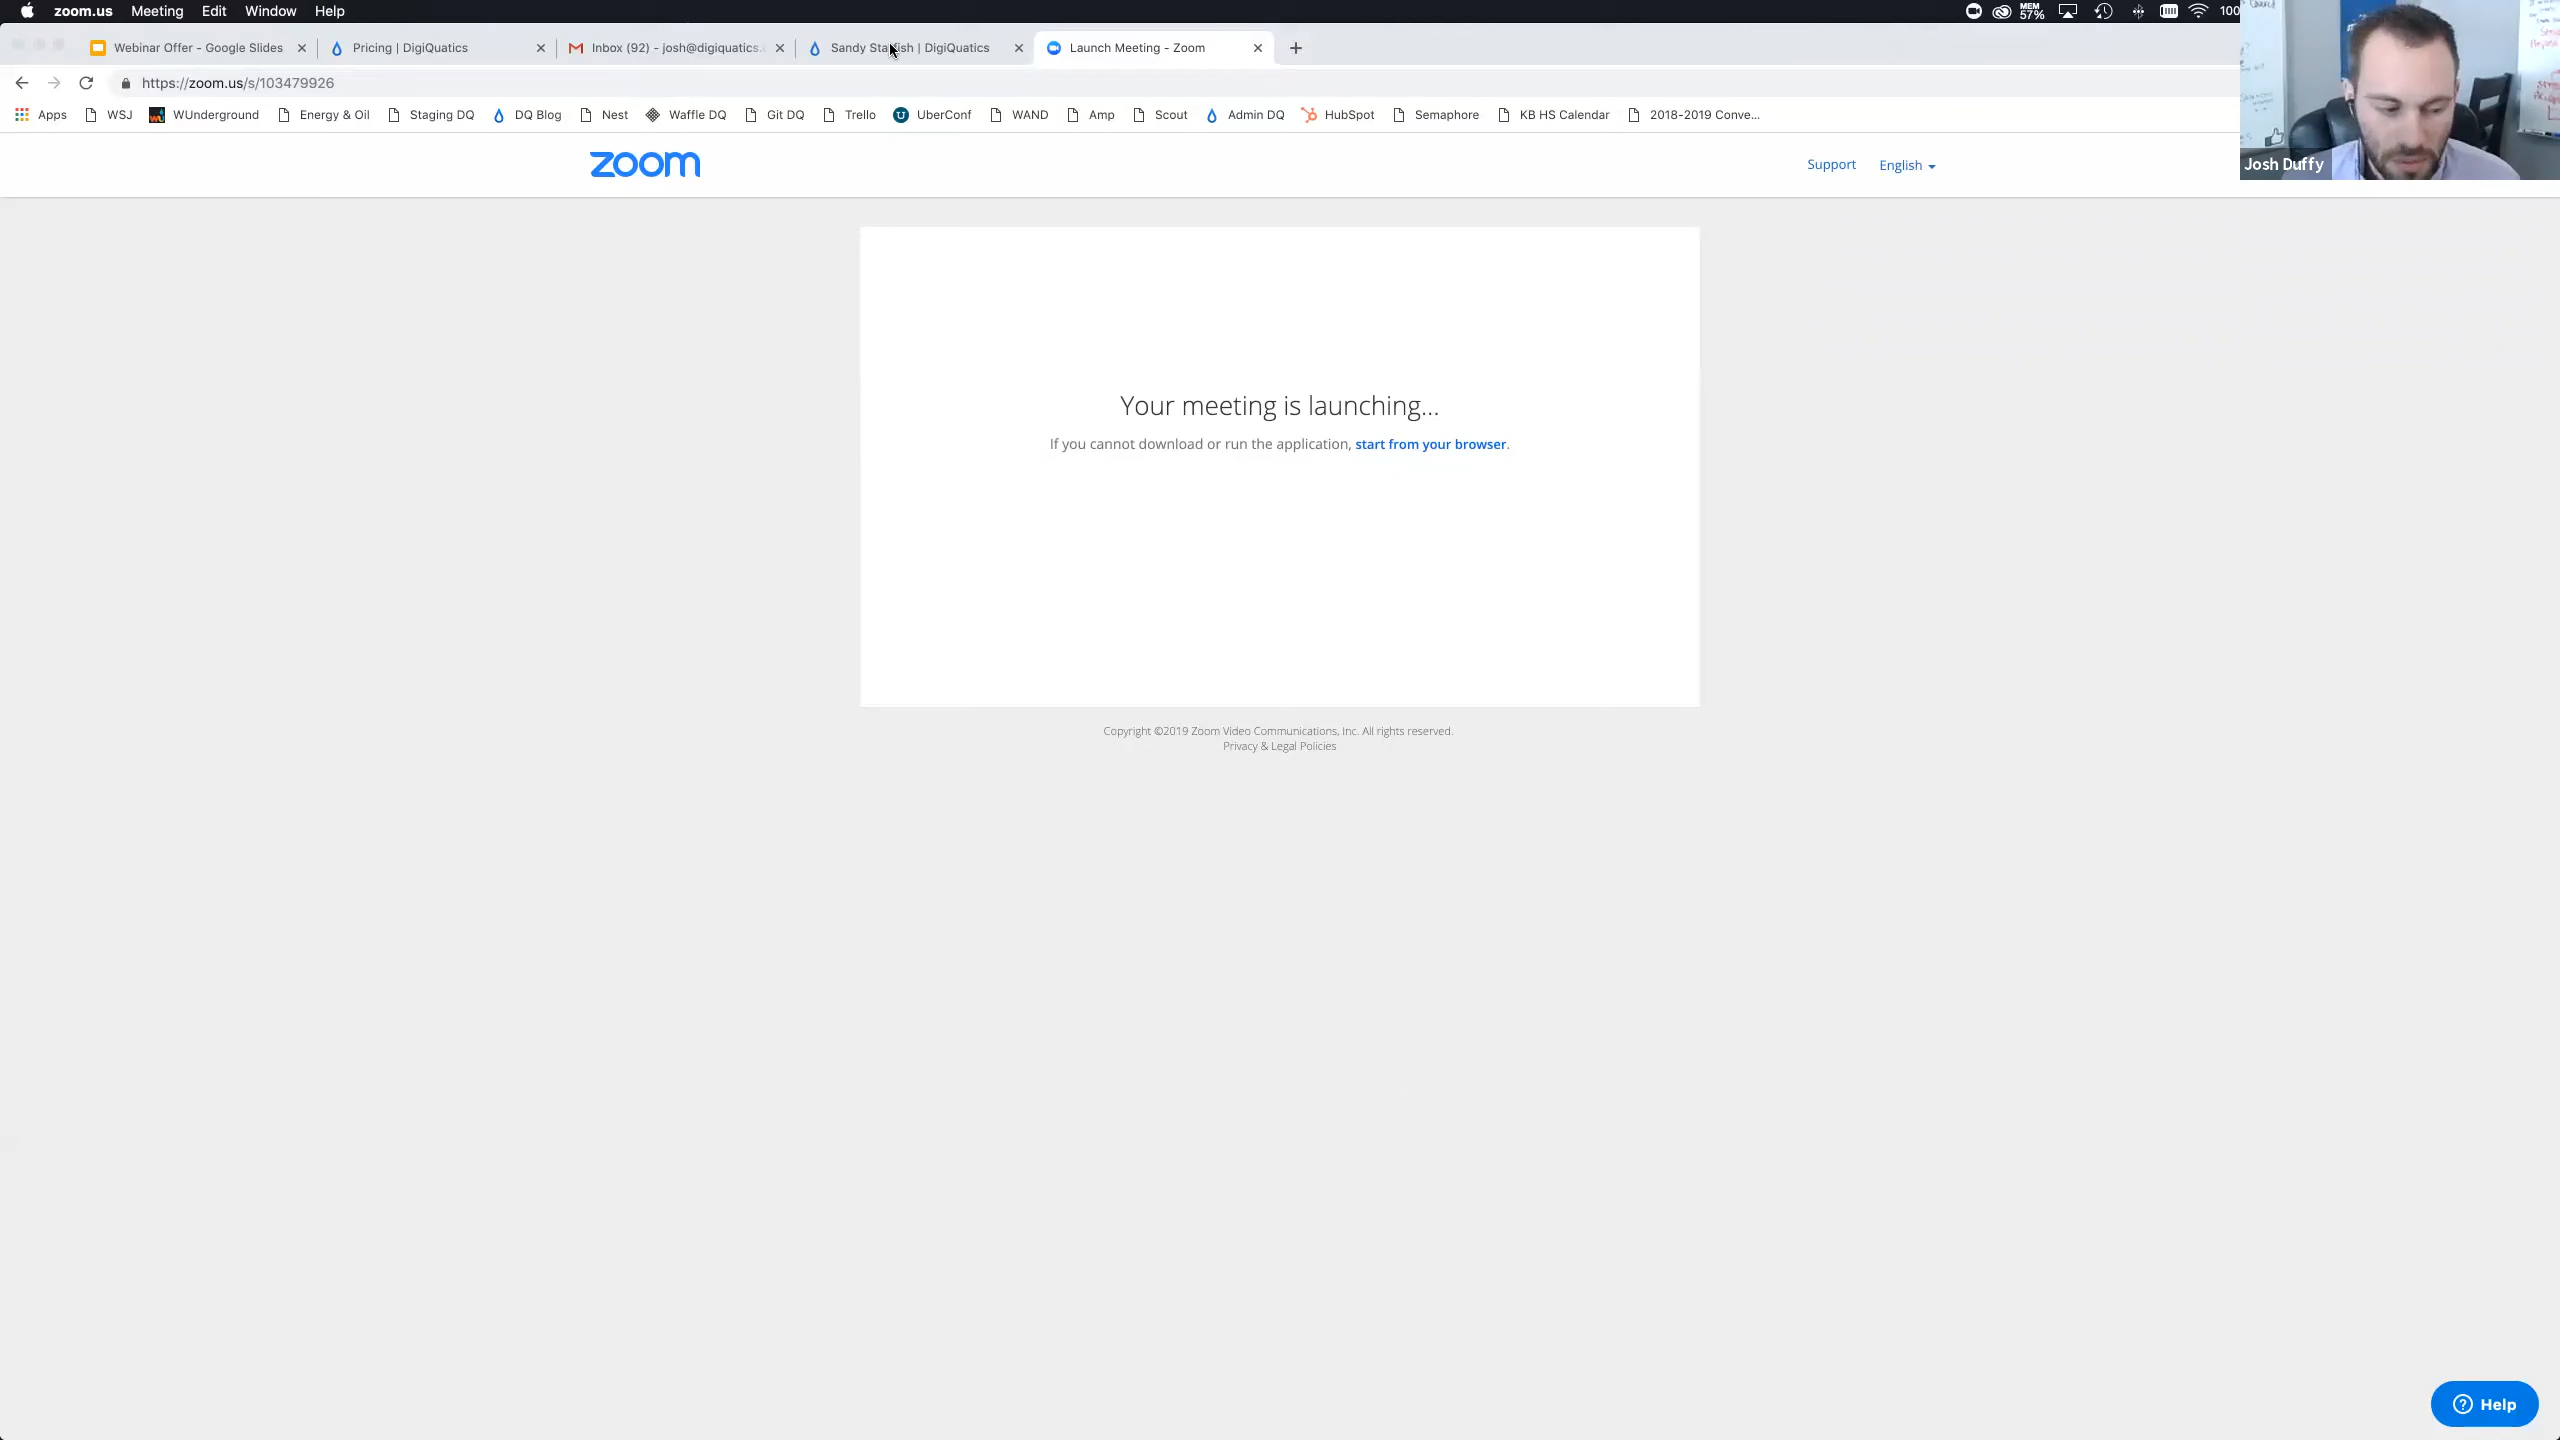 zoom.us Meeting Edit Window Help
MEM
57%
100
Webinar Offer - Google Slides
Pricing | DigiQuatics
Inbox (92) - josh@digiquatics.
Sandy Starfish | DigiQuatics
Launch Meeting - Zoom
https://zoom.us/s/103479926
Apps WSJ WUnderground Energy & Oil Staging DQ DQ Blog Nest Waffle DQ Git DQ Trello UberConf WAND Amp Scout Admin DQ HubSpot Semaphore KB HS Calendar 2018-2019 Conve...
zoom
Support English
Josh Duffy
Your meeting is launching...
If you cannot download or run the application, start from your browser.
Copyright ©2019 Zoom Video Communications, Inc. All rights reserved.
Privacy & Legal Policies
Help